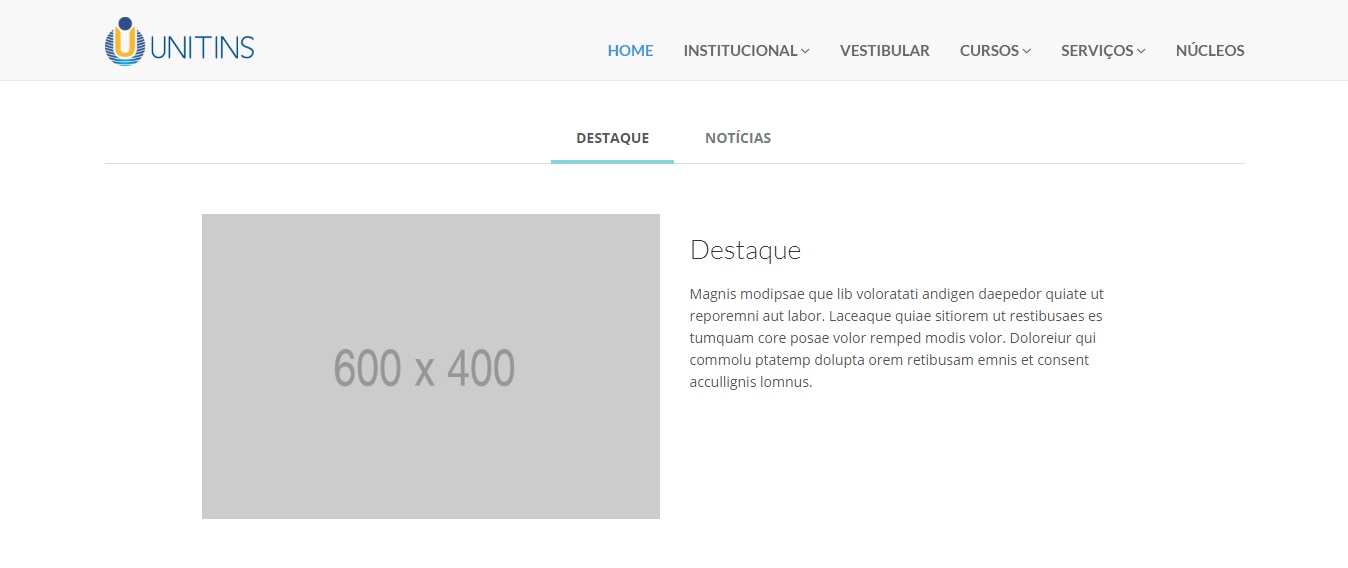 UNITINS
HOME INSTITUCIONAL VESTIBULAR CURSOS SERVIÇOS NÚCLEOS
DESTAQUE NOTÍCIAS
600 x 400
Destaque
Magnis modipsae que lib voloratati andigen daepedor quiate ut
reporemni aut labor. Laceaque quiae sitiorem ut restibusaes es
tumquam core posae volor remped modis volor. Doloreiur qui
commolu ptatemp dolupta orem retibusam emnis et consent
accullignis lomnus.